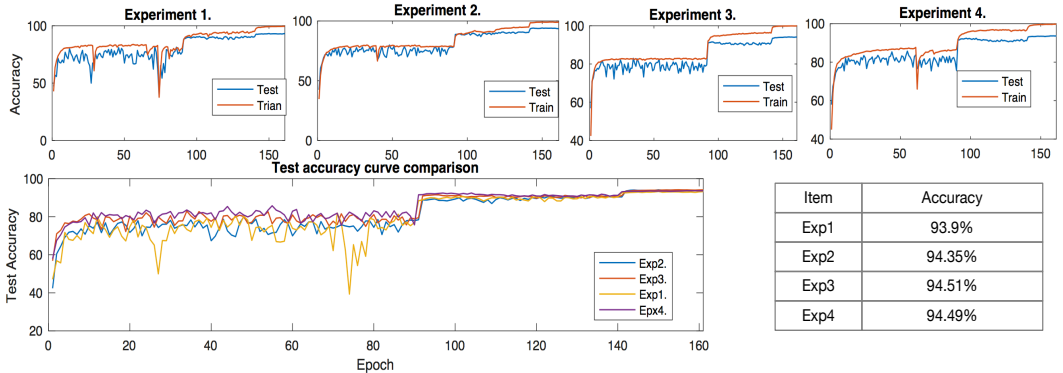 Experiment 1.
Experiment 2.
Experiment 3.
Experiment 4.
Accuracy
100
50
0
0
50
100
150
Test
Trian
100
80
60
40
20
0
0
50
100
150
Test
Train
100
80
60
40
0
50
100
150
Test
Train
100
80
60
40
0
50
100
150
Test
Train
Test accuracy curve comparison
Test Accuracy
100
80
60
40
20
0
20
40
60
80
100
120
140
160
Epoch
Exp2.
Exp3.
Exp1.
Epx4.
Item Accuracy
Exp1 93.9%
Exp2 94.35%
Exp3 94.51%
Exp4 94.49%